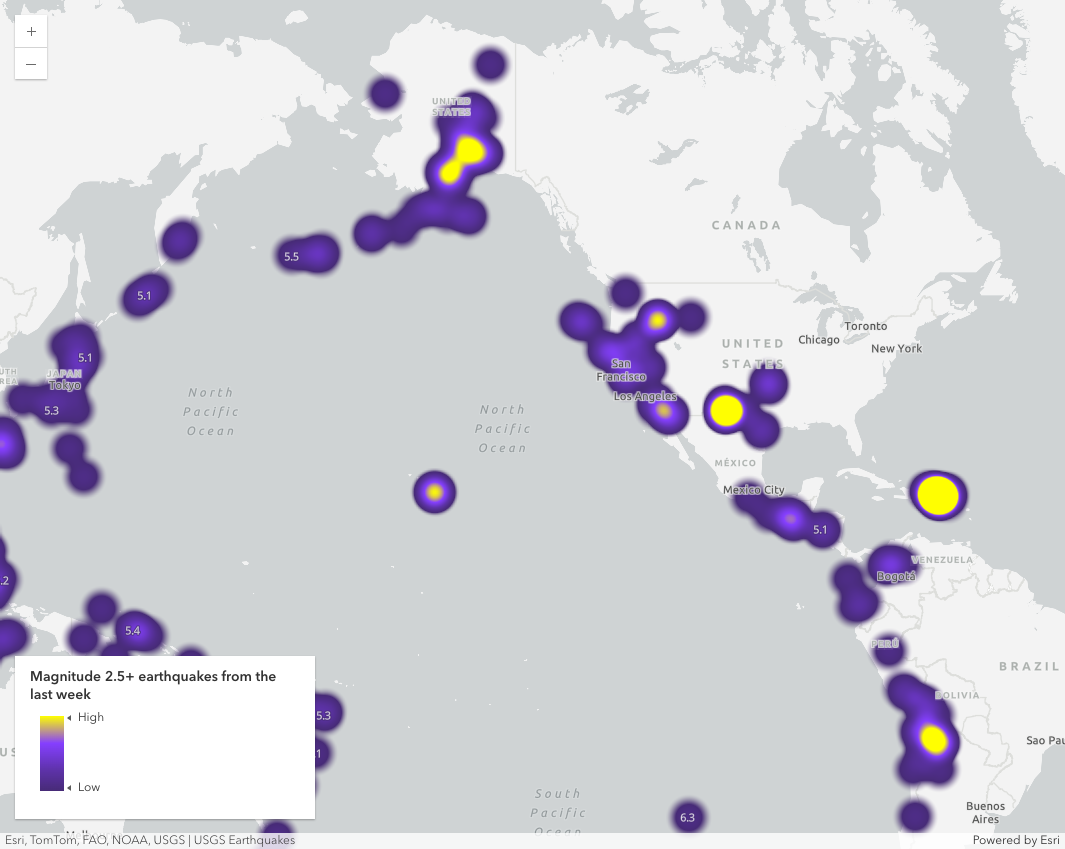 +
−
UNITED
STATES
CANADA
5.5
5.1
5.1
JAPAN
Tokyo
5.3
North
Pacific
Ocean
North
Pacific
Ocean
Toronto
Chicago
New York
UNITED
STATES
San
Francisco
Los Angeles
MÉXICO
Mexico City
5.1
VENEZUELA
Bogotá
PERÚ
BRAZIL
BOLIVIA
Sao Pau
Buenos
Aires
.2
5.4
5.3
1
6.3
South
Pacific
Ocean
Magnitude 2.5+ earthquakes from the
last week
High
Low
Esri, TomTom, FAO, NOAA, USGS | USGS Earthquakes
Powered by Esri